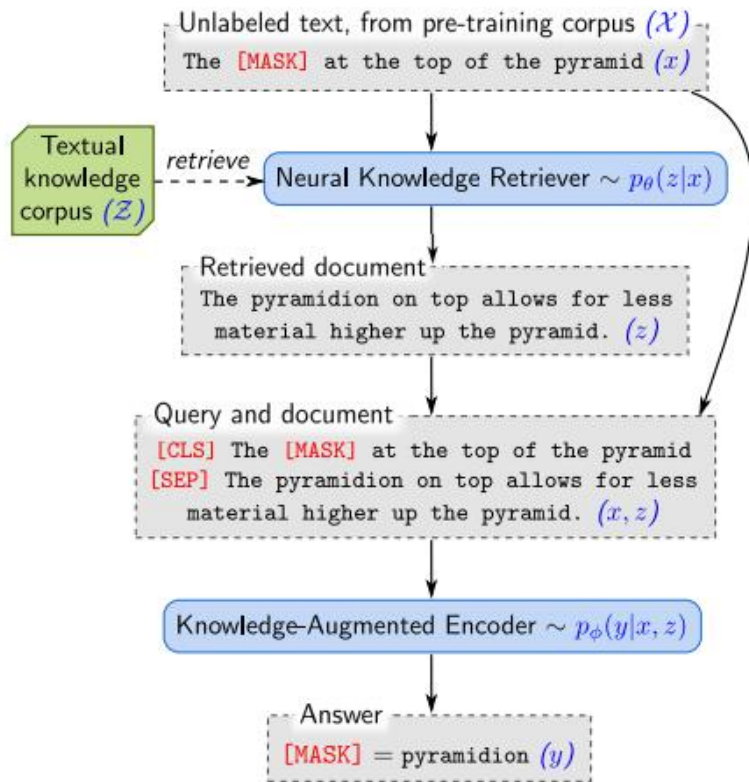 Unlabeled text, from pre-training corpus (𝒳)
The [MASK] at the top of the pyramid (x)
Textual
knowledge
corpus (𝒵)
retrieve
Neural Knowledge Retriever ∼ pθ(z|x)
Retrieved document
The pyramidion on top allows for less
material higher up the pyramid. (z)
Query and document
[CLS] The [MASK] at the top of the pyramid
[SEP] The pyramidion on top allows for less
material higher up the pyramid. (x, z)
Knowledge-Augmented Encoder ∼ pϕ(y|x, z)
Answer
[MASK] = pyramidion (y)